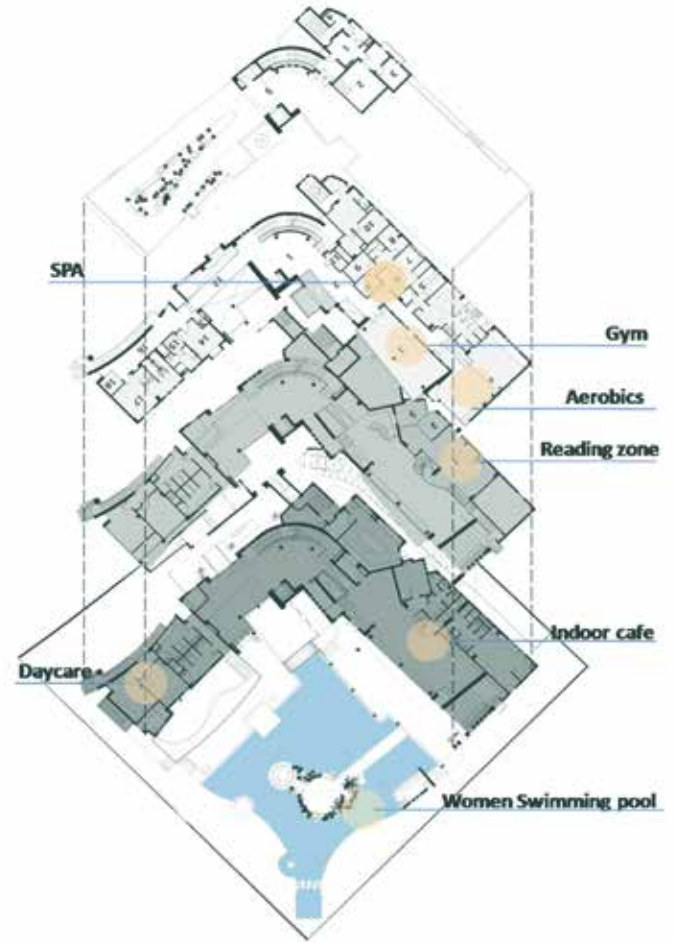 SPA
Gym
Aerobics
Reading zone
Indoor cafe
Daycare
Women Swimming pool